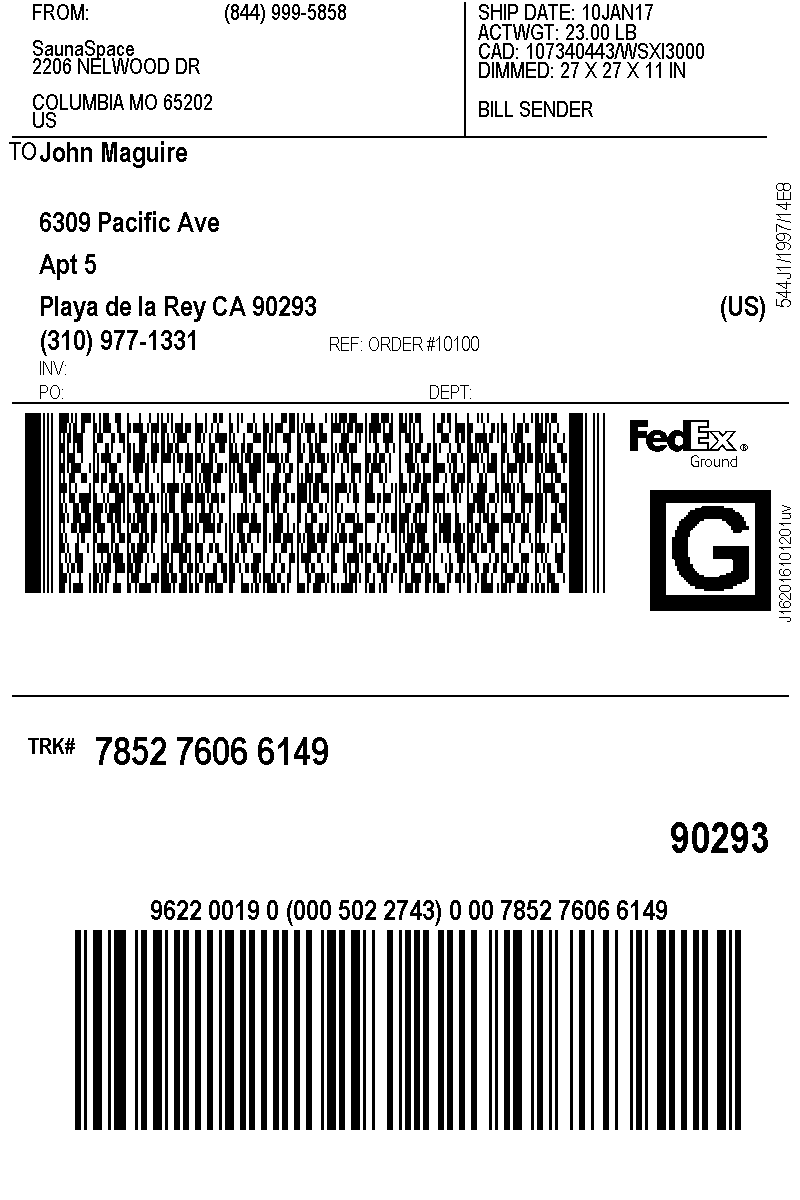 FROM: (844) 999-5858
SaunaSpace
2206 NELWOOD DR
COLUMBIA MO 65202
US
SHIP DATE: 10JAN17
ACTWGT: 23.00 LB
CAD: 107340443/WSXI3000
DIMMED: 27 X 27 X 11 IN
BILL SENDER
TO John Maguire
6309 Pacific Ave
Apt 5
Playa de la Rey CA 90293 (US)
(310) 977-1331 REF: ORDER #10100
INV:
PO: DEPT:
544J1/1997/14E8
FedEx®
Ground
G
J162016101201uv
TRK# 7852 7606 6149
90293
9622 0019 0 (000 502 2743) 0 00 7852 7606 6149